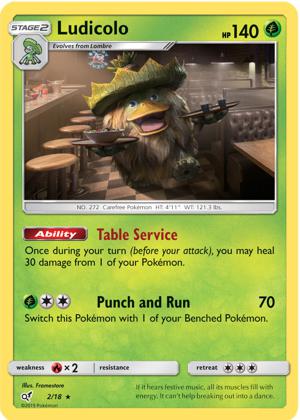 STAGE2 Ludicolo HP140
Evolves from Lombre
NO. 272 Carefree Pokémon HT: 4'11" WT: 121.3 lbs.
Ability Table Service
Once during your turn (before your attack), you may heal
30 damage from 1 of your Pokémon.
Punch and Run 70
Switch this Pokémon with 1 of your Benched Pokémon.
weakness ×2 resistance retreat
Illus. Framestore
2/18 ★
©2019 Pokémon
If it hears festive music, all its muscles fill with
energy. It can't help breaking out into a dance.